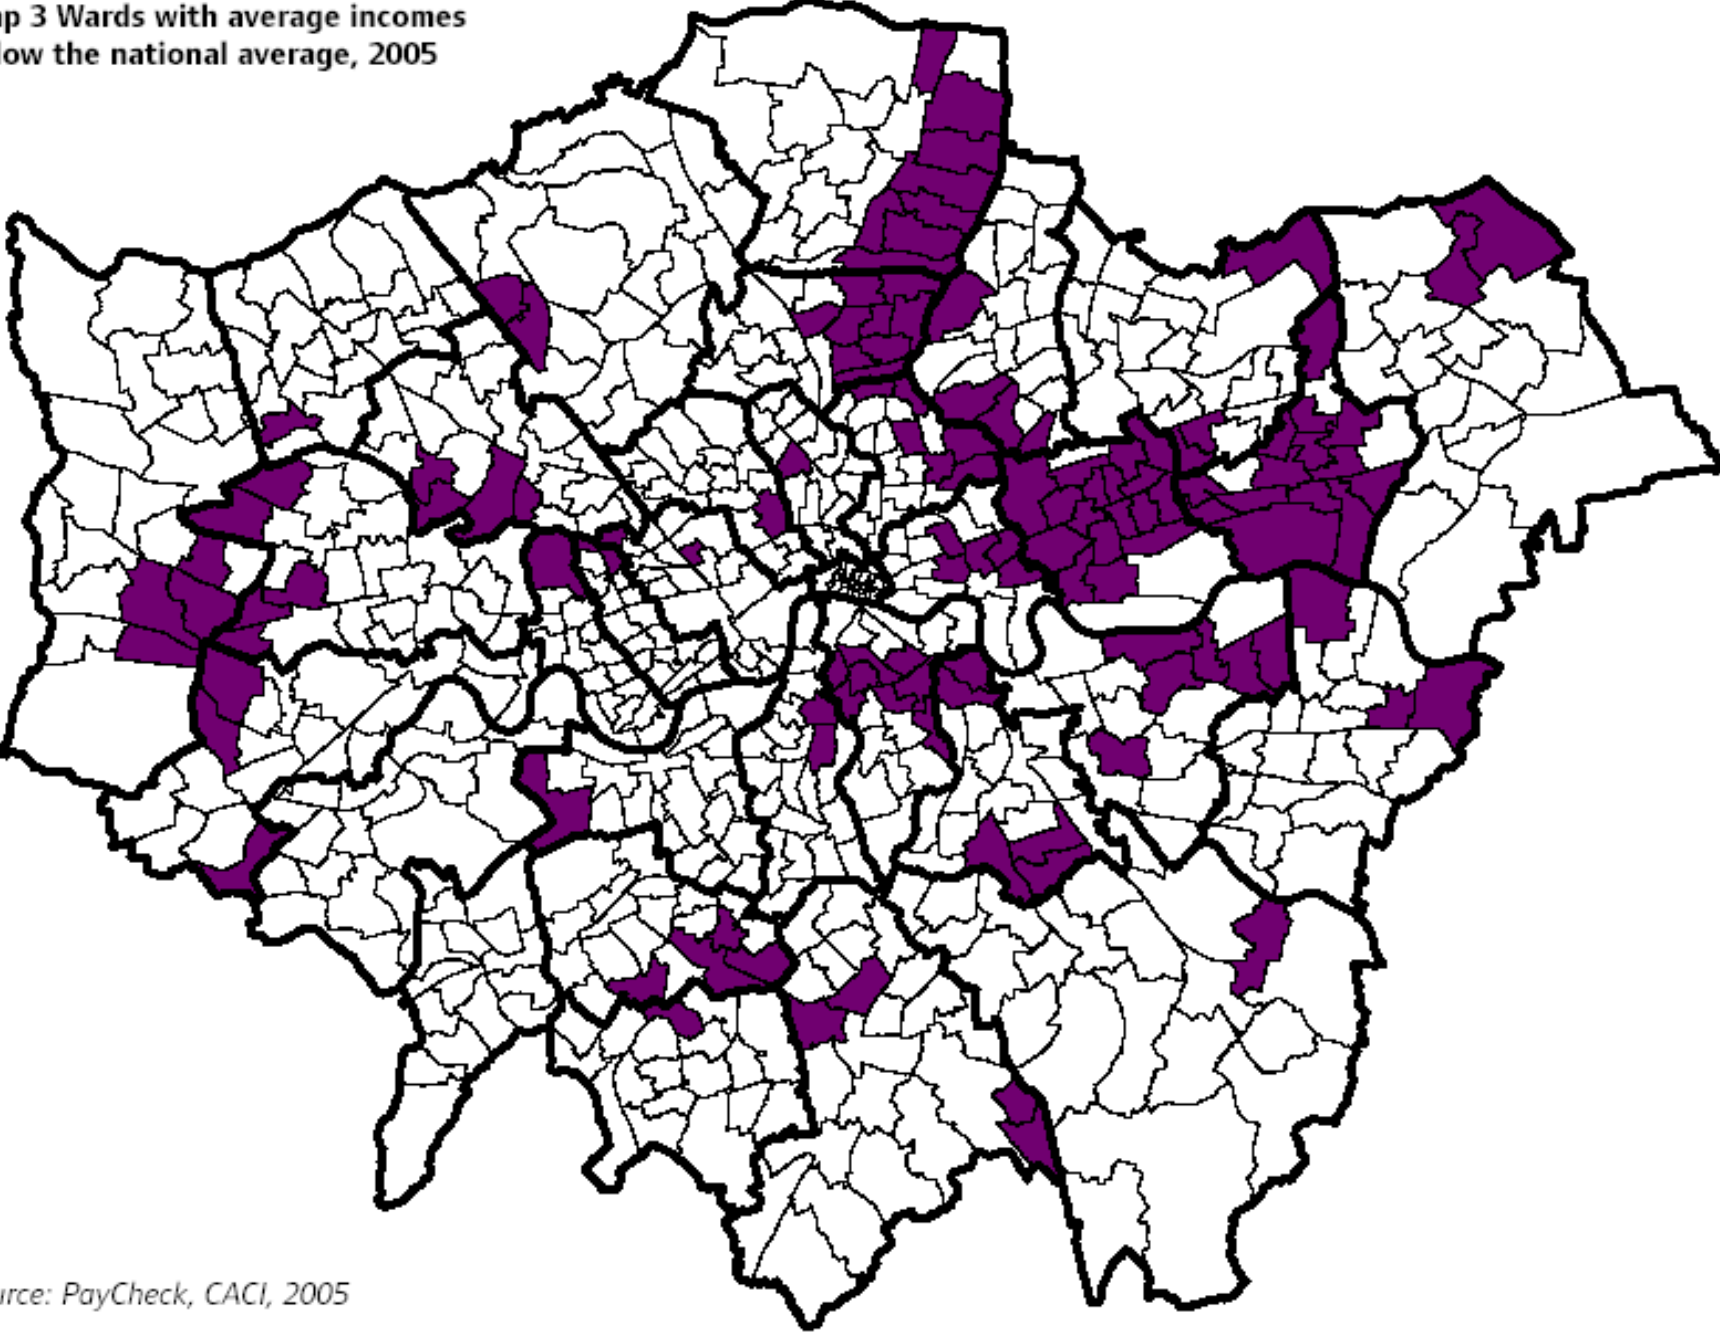 p 3 Wards with average incomes
low the national average, 2005
urce: PayCheck, CACI, 2005